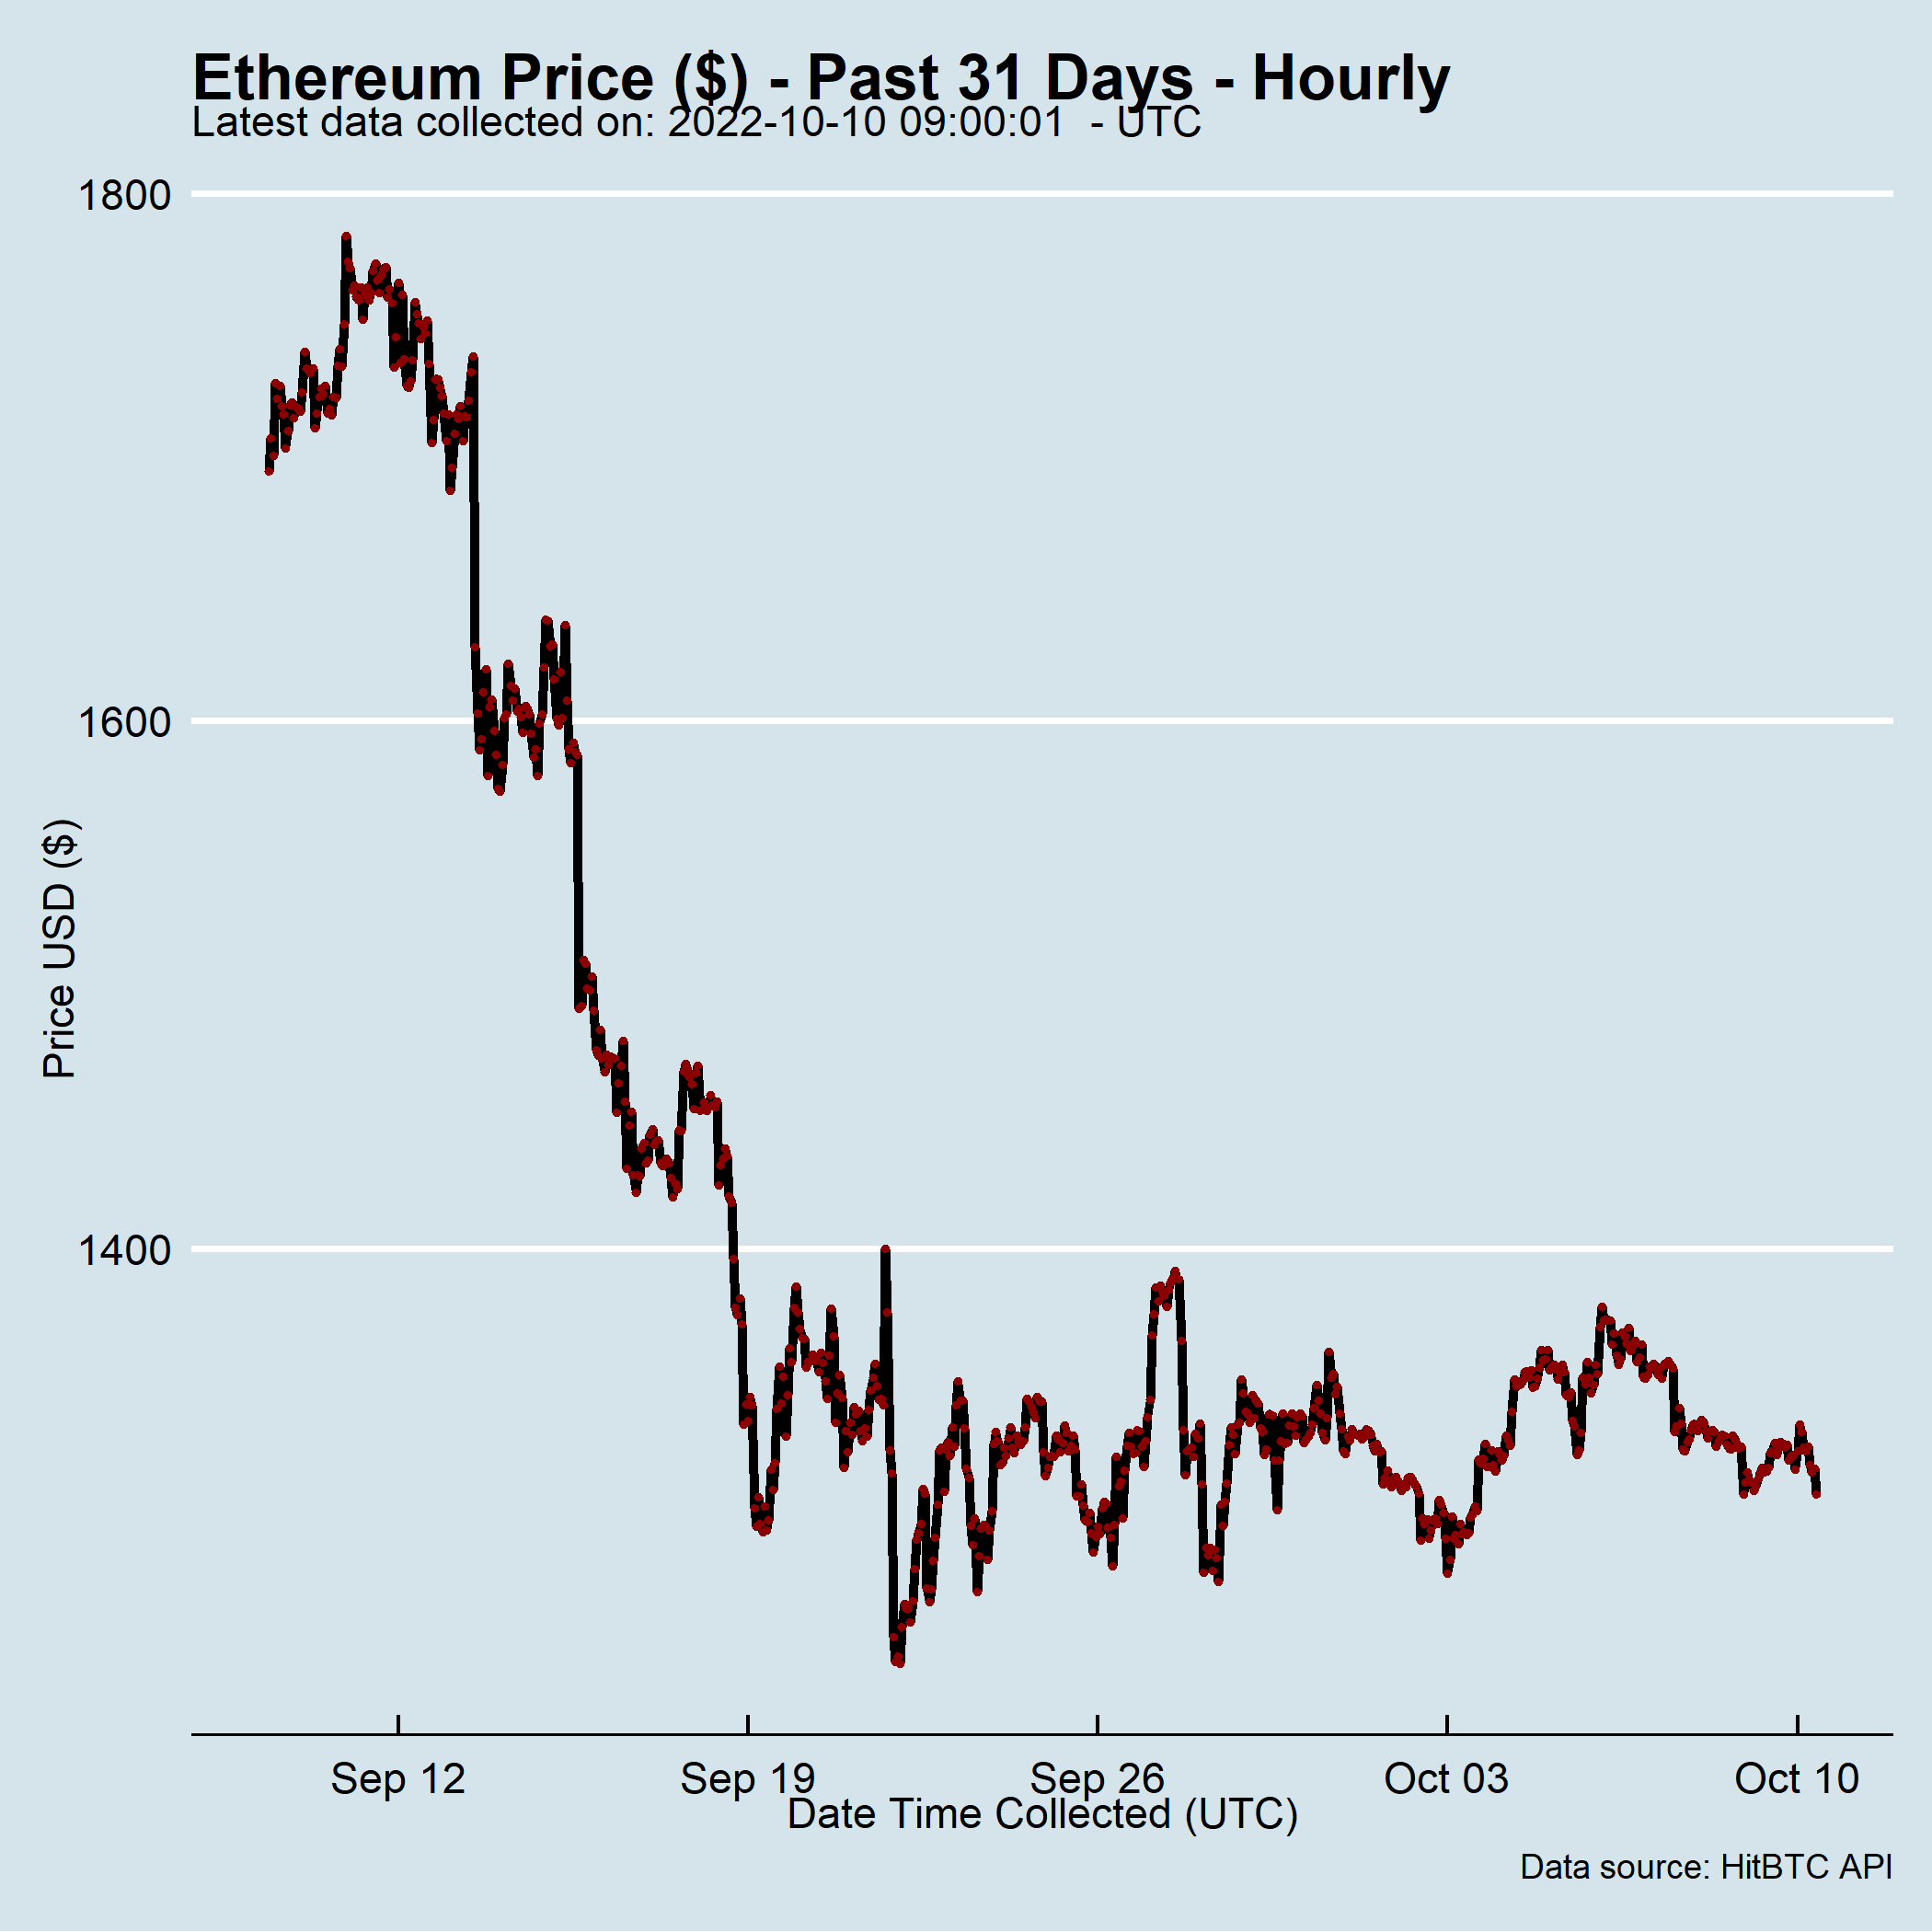 Ethereum Price ($) - Past 31 Days - Hourly
Latest data collected on: 2022-10-10 09:00:01  - UTC
1800
1600
1400
Price USD ($)
Sep 12 Sep 19 Sep 26 Oct 03 Oct 10
Date Time Collected (UTC)
Data source: HitBTC API